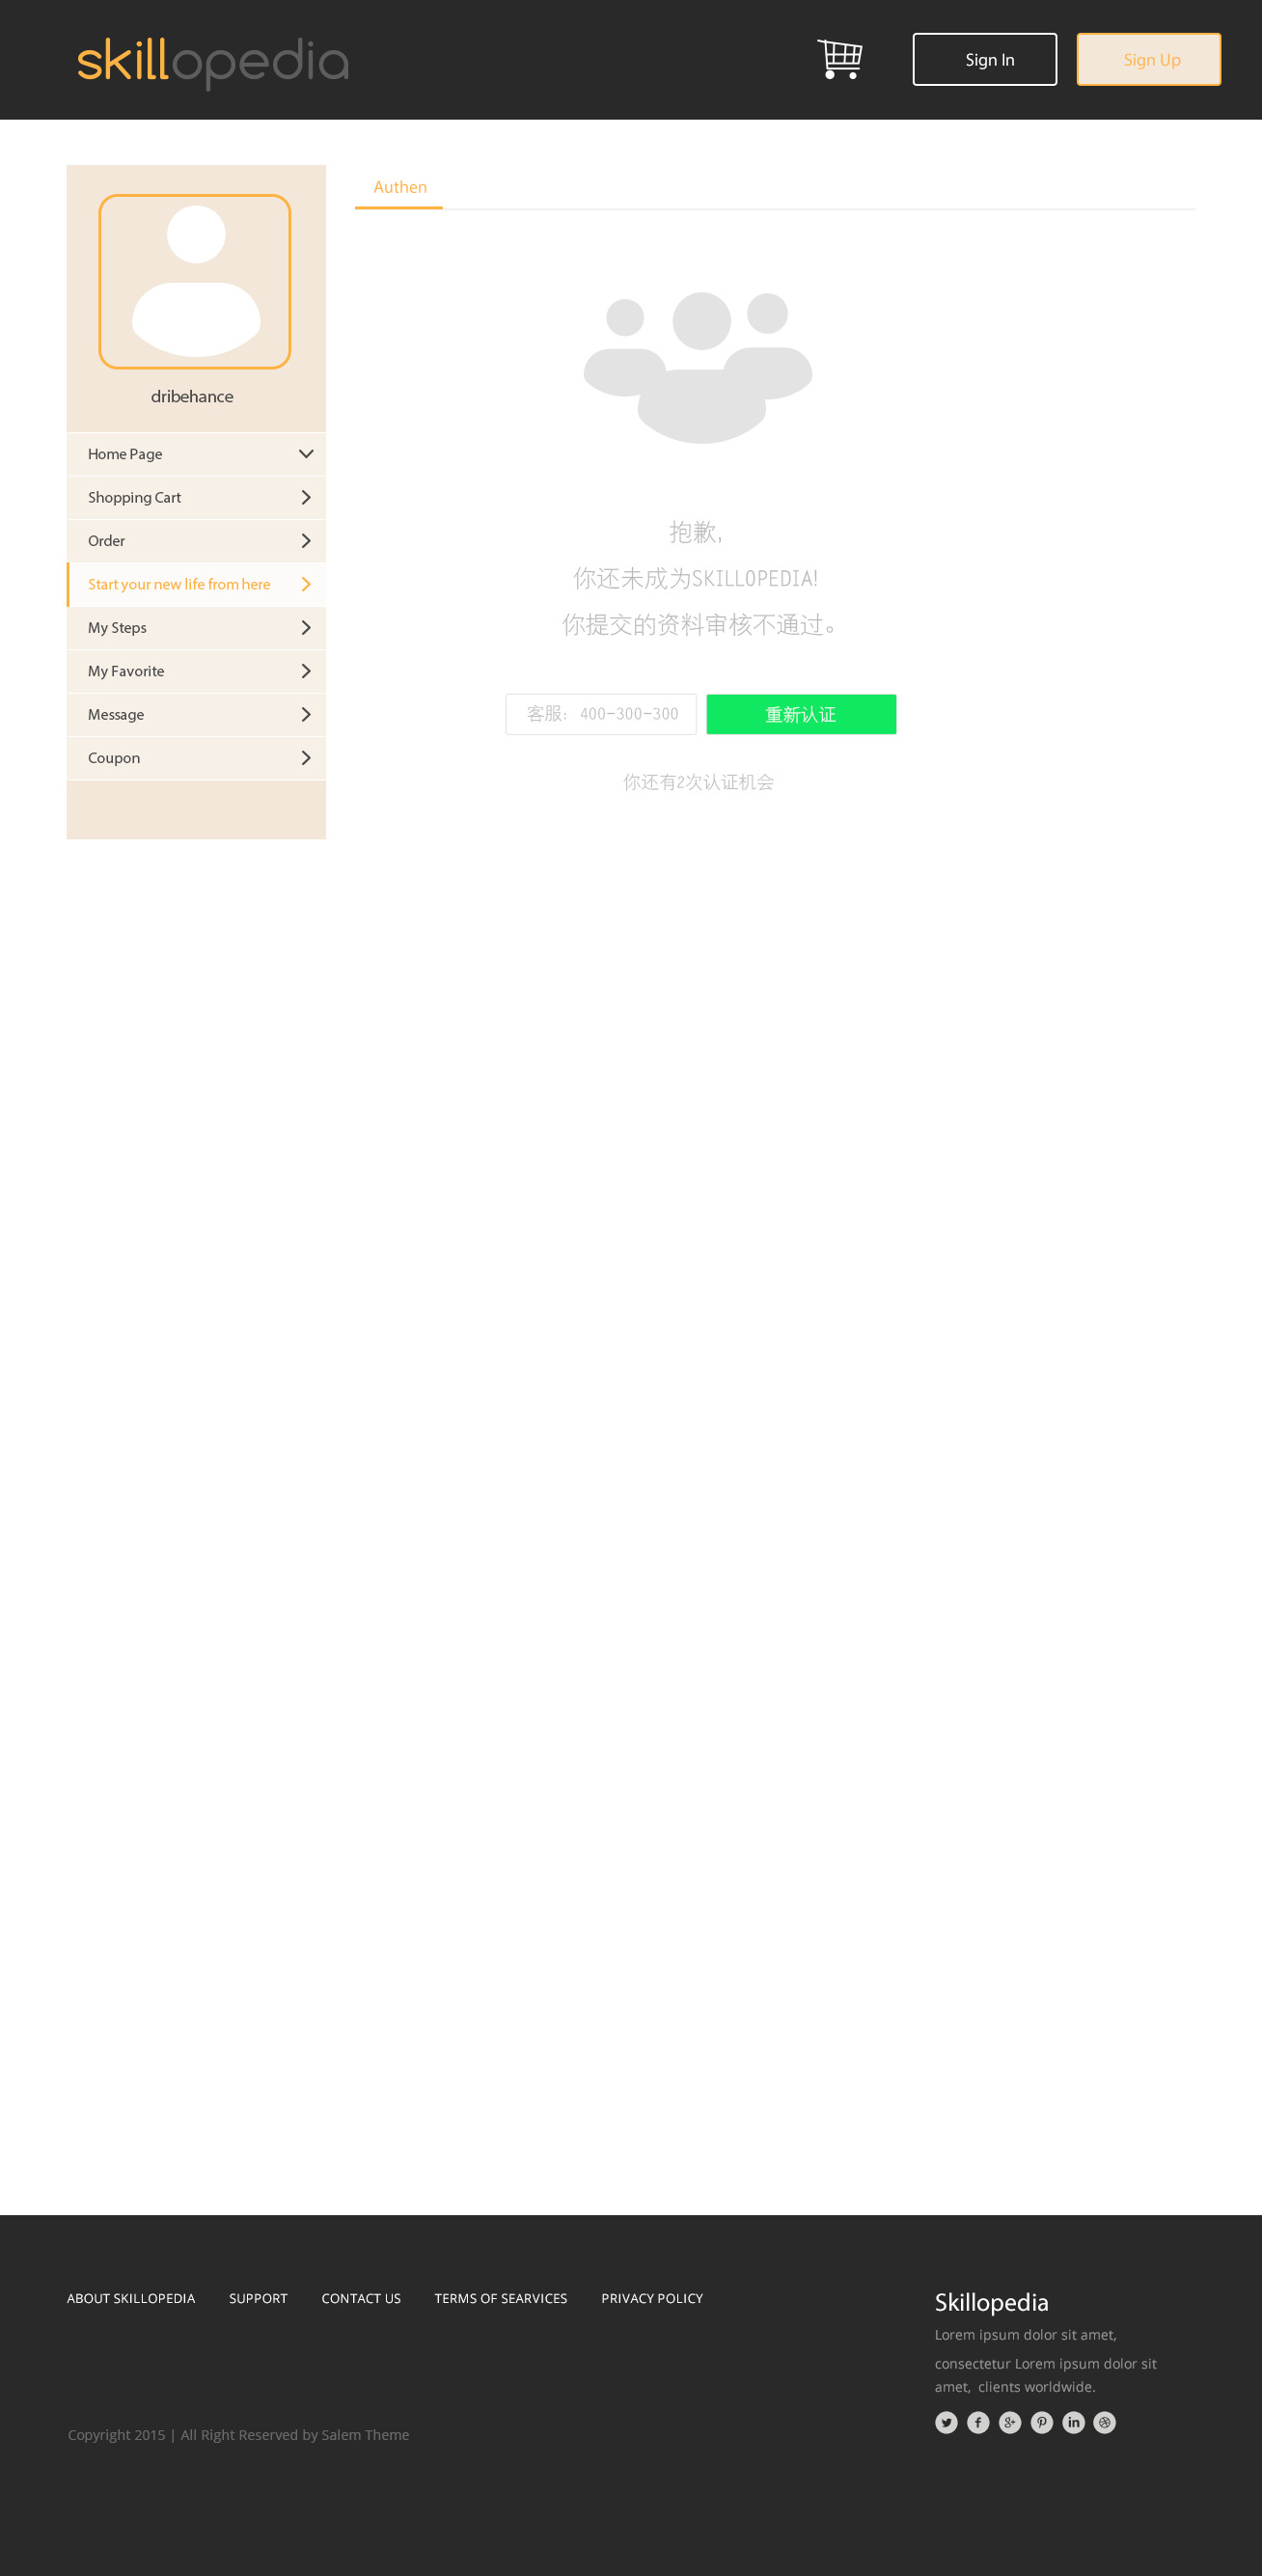 skillopedia
Sign In
Sign Up
Authen
dribehance
Home Page
Shopping Cart
Order
Start your new life from here
My Steps
My Favorite
Message
Coupon
抱歉,
你还未成为SKILLOPEDIA!
你提交的资料审核不通过。
客服: 400-300-300
重新认证
你还有2次认证机会
ABOUT SKILLOPEDIA SUPPORT CONTACT US TERMS OF SEARVICES PRIVACY POLICY
Copyright 2015 | All Right Reserved by Salem Theme
Skillopedia
Lorem ipsum dolor sit amet,
consectetur Lorem ipsum dolor sit
amet, clients worldwide.